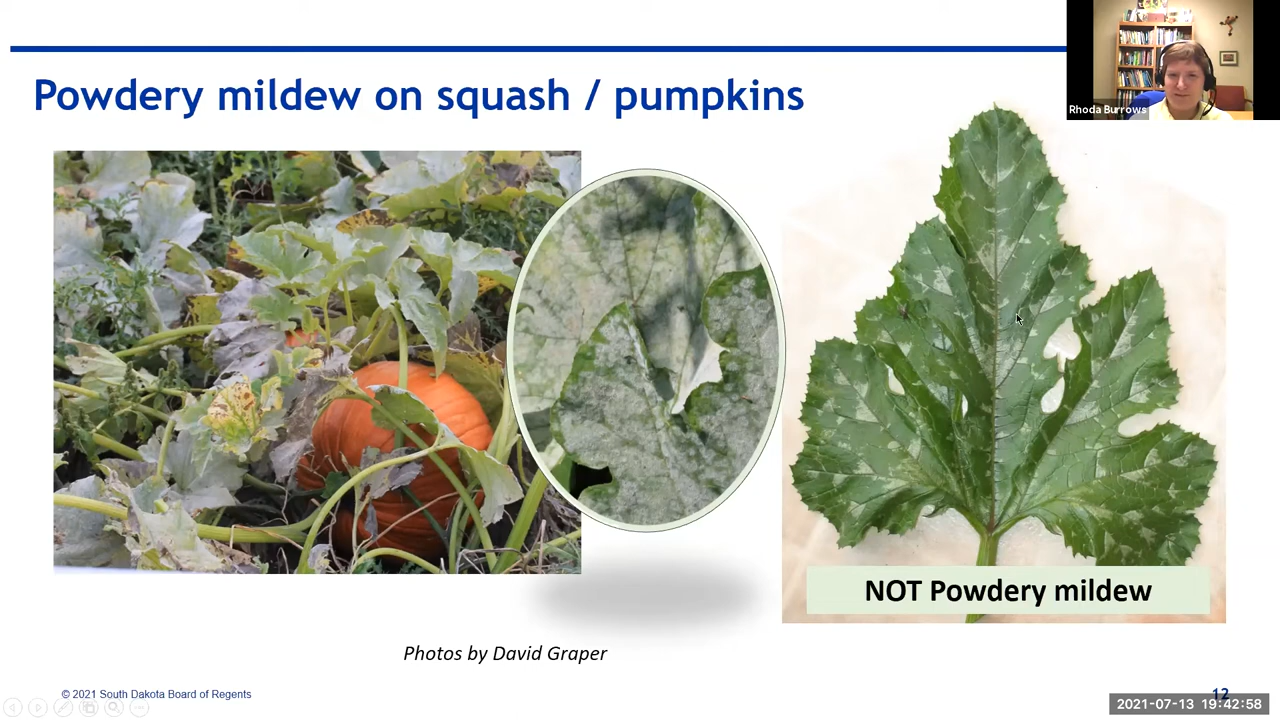 Powdery mildew on squash / pumpkins
Rhoda Burrows
NOT Powdery mildew
Photos by David Graper
© 2021 South Dakota Board of Regents
12
2021-07-13 19:42:58